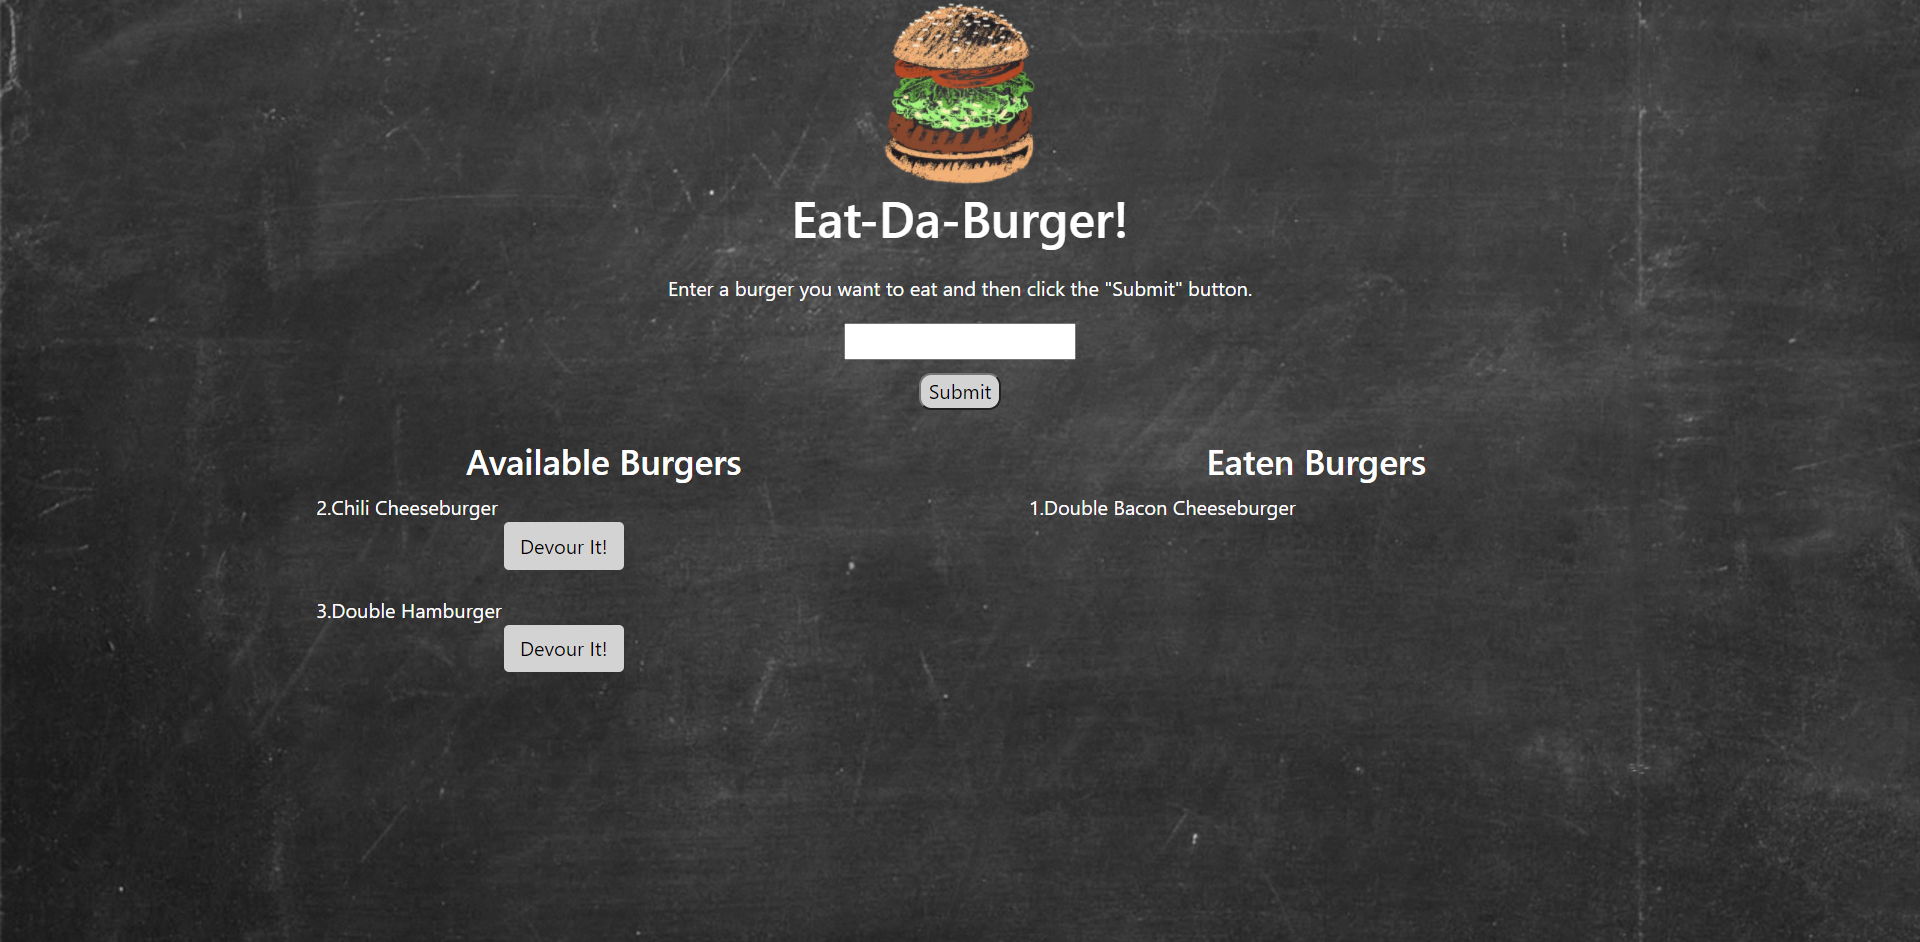 Eat-Da-Burger!
Enter a burger you want to eat and then click the "Submit" button.
Submit
Available Burgers
2.Chili Cheeseburger
Devour It!
3.Double Hamburger
Devour It!
Eaten Burgers
1.Double Bacon Cheeseburger